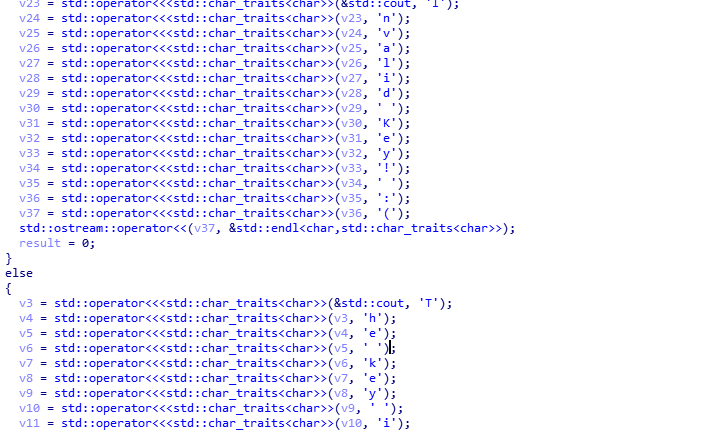 v23 = std::operator<<<std::char_traits<char>>(&std::cout, 'I');
v24 = std::operator<<<std::char_traits<char>>(v23, 'n');
v25 = std::operator<<<std::char_traits<char>>(v24, 'v');
v26 = std::operator<<<std::char_traits<char>>(v25, 'a');
v27 = std::operator<<<std::char_traits<char>>(v26, 'l');
v28 = std::operator<<<std::char_traits<char>>(v27, 'i');
v29 = std::operator<<<std::char_traits<char>>(v28, 'd');
v30 = std::operator<<<std::char_traits<char>>(v29, ' ');
v31 = std::operator<<<std::char_traits<char>>(v30, 'K');
v32 = std::operator<<<std::char_traits<char>>(v31, 'e');
v33 = std::operator<<<std::char_traits<char>>(v32, 'y');
v34 = std::operator<<<std::char_traits<char>>(v33, '!');
v35 = std::operator<<<std::char_traits<char>>(v34, ' ');
v36 = std::operator<<<std::char_traits<char>>(v35, ':');
v37 = std::operator<<<std::char_traits<char>>(v36, '(');
std::ostream::operator<<(v37, &std::endl<char,std::char_traits<char>>);
result = 0;
}
else
{
v3 = std::operator<<<std::char_traits<char>>(&std::cout, 'T');
v4 = std::operator<<<std::char_traits<char>>(v3, 'h');
v5 = std::operator<<<std::char_traits<char>>(v4, 'e');
v6 = std::operator<<<std::char_traits<char>>(v5, ' ');
v7 = std::operator<<<std::char_traits<char>>(v6, 'k');
v8 = std::operator<<<std::char_traits<char>>(v7, 'e');
v9 = std::operator<<<std::char_traits<char>>(v8, 'y');
v10 = std::operator<<<std::char_traits<char>>(v9, ' ');
v11 = std::operator<<<std::char_traits<char>>(v10, 'i');